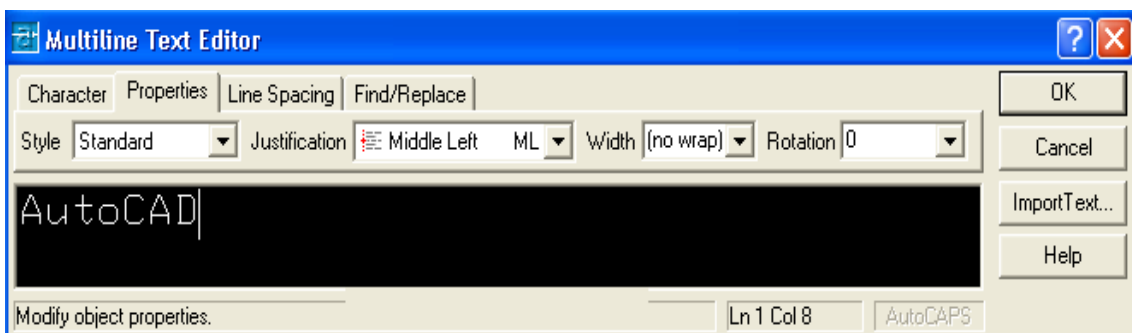 Multiline Text Editor
Character Properties Line Spacing Find/Replace OK
Style Standard Justification Middle Left ML Width (no wrap) Rotation 0 Cancel
AutoCAD ImportText...
Help
Modify object properties. Ln 1 Col 8 AutoCAPS